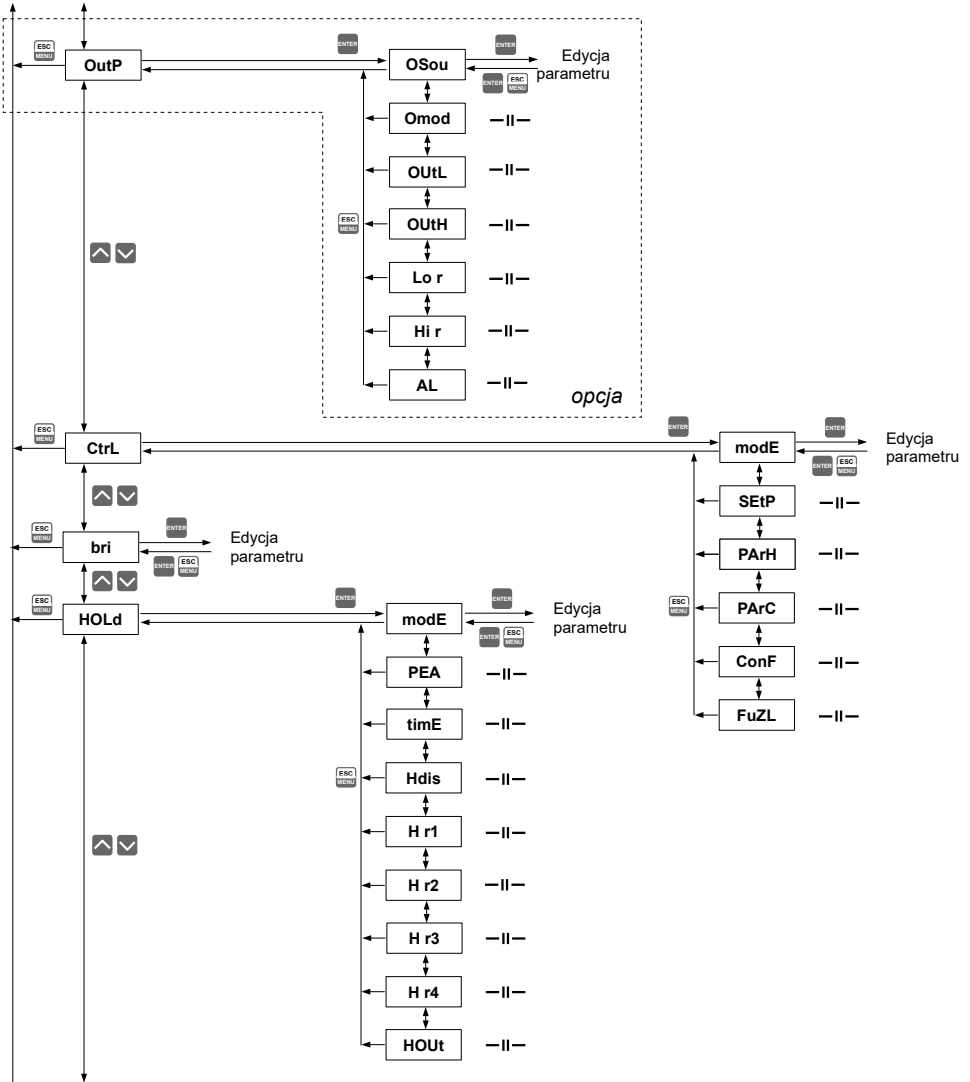 ESC
MENU
OutP
ENTER
OSou
ENTER
ENTER
ESC
MENU
Edycja
parametru
Omod
—II—
OUtL
—II—
ESC
MENU
OUtH
—II—
Lo r
—II—
Hi r
—II—
AL
—II—
opcja
ESC
MENU
CtrL
ENTER
modE
ENTER
ENTER
ESC
MENU
Edycja
parametru
SEtP
—II—
PArH
—II—
ESC
MENU
PArC
—II—
ConF
—II—
FuZL
—II—
ESC
MENU
bri
ENTER
ENTER
ESC
MENU
Edycja
parametru
ESC
MENU
HOLd
ENTER
modE
ENTER
ENTER
ESC
MENU
Edycja
parametru
PEA
—II—
timE
—II—
ESC
MENU
Hdis
—II—
H r1
—II—
H r2
—II—
H r3
—II—
H r4
—II—
HOUt
—II—